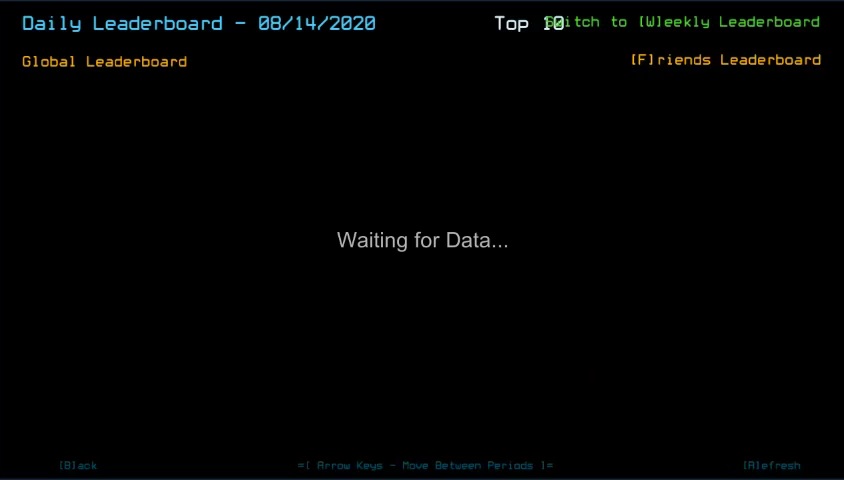 Daily Leaderboard - 08/14/2020 Top 10 Switch to [W]eekly Leaderboard
Global Leaderboard [F]riends Leaderboard
Waiting for Data...
[B]ack =[ Arrow Keys - Move Between Periods ]= [R]efresh